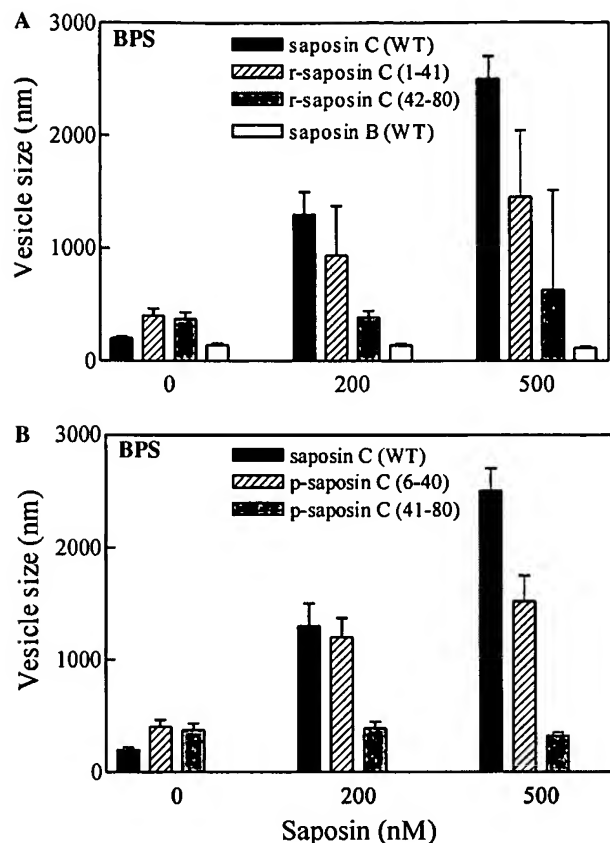 A
BPS
saposin C (WT)
r-saposin C (1-41)
r-saposin C (42-80)
saposin B (WT)
Vesicle size (nm)
3000
2000
1000
0
0 200 500
B
BPS
saposin C (WT)
p-saposin C (6-40)
p-saposin C (41-80)
Vesicle size (nm)
3000
2000
1000
0
0 200 500
Saposin (nM)